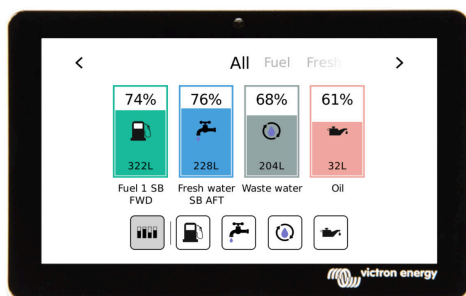 All Fuel Fresh
74% 76% 68% 61%
322L 228L 204L 32L
Fuel 1 SB Fresh water Waste water Oil
FWD SB AFT
victron energy